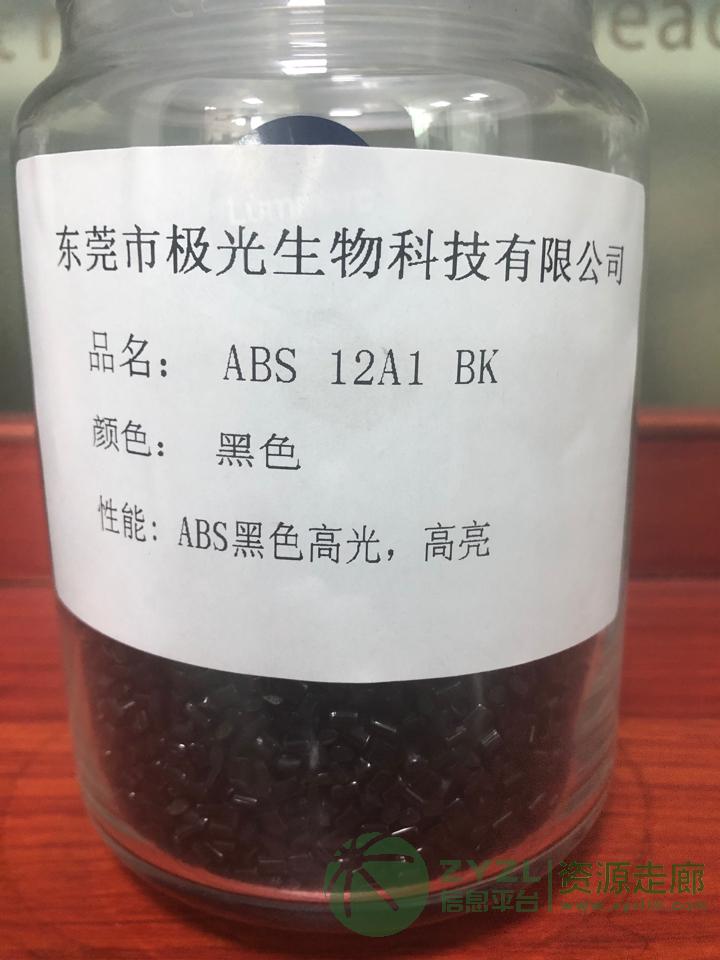 东莞市极光生物科技有限公司
品名： ABS 12A1 BK
颜色： 黑色
性能：ABS黑色高光，高亮
ZYZL
信息平台
资源走廊